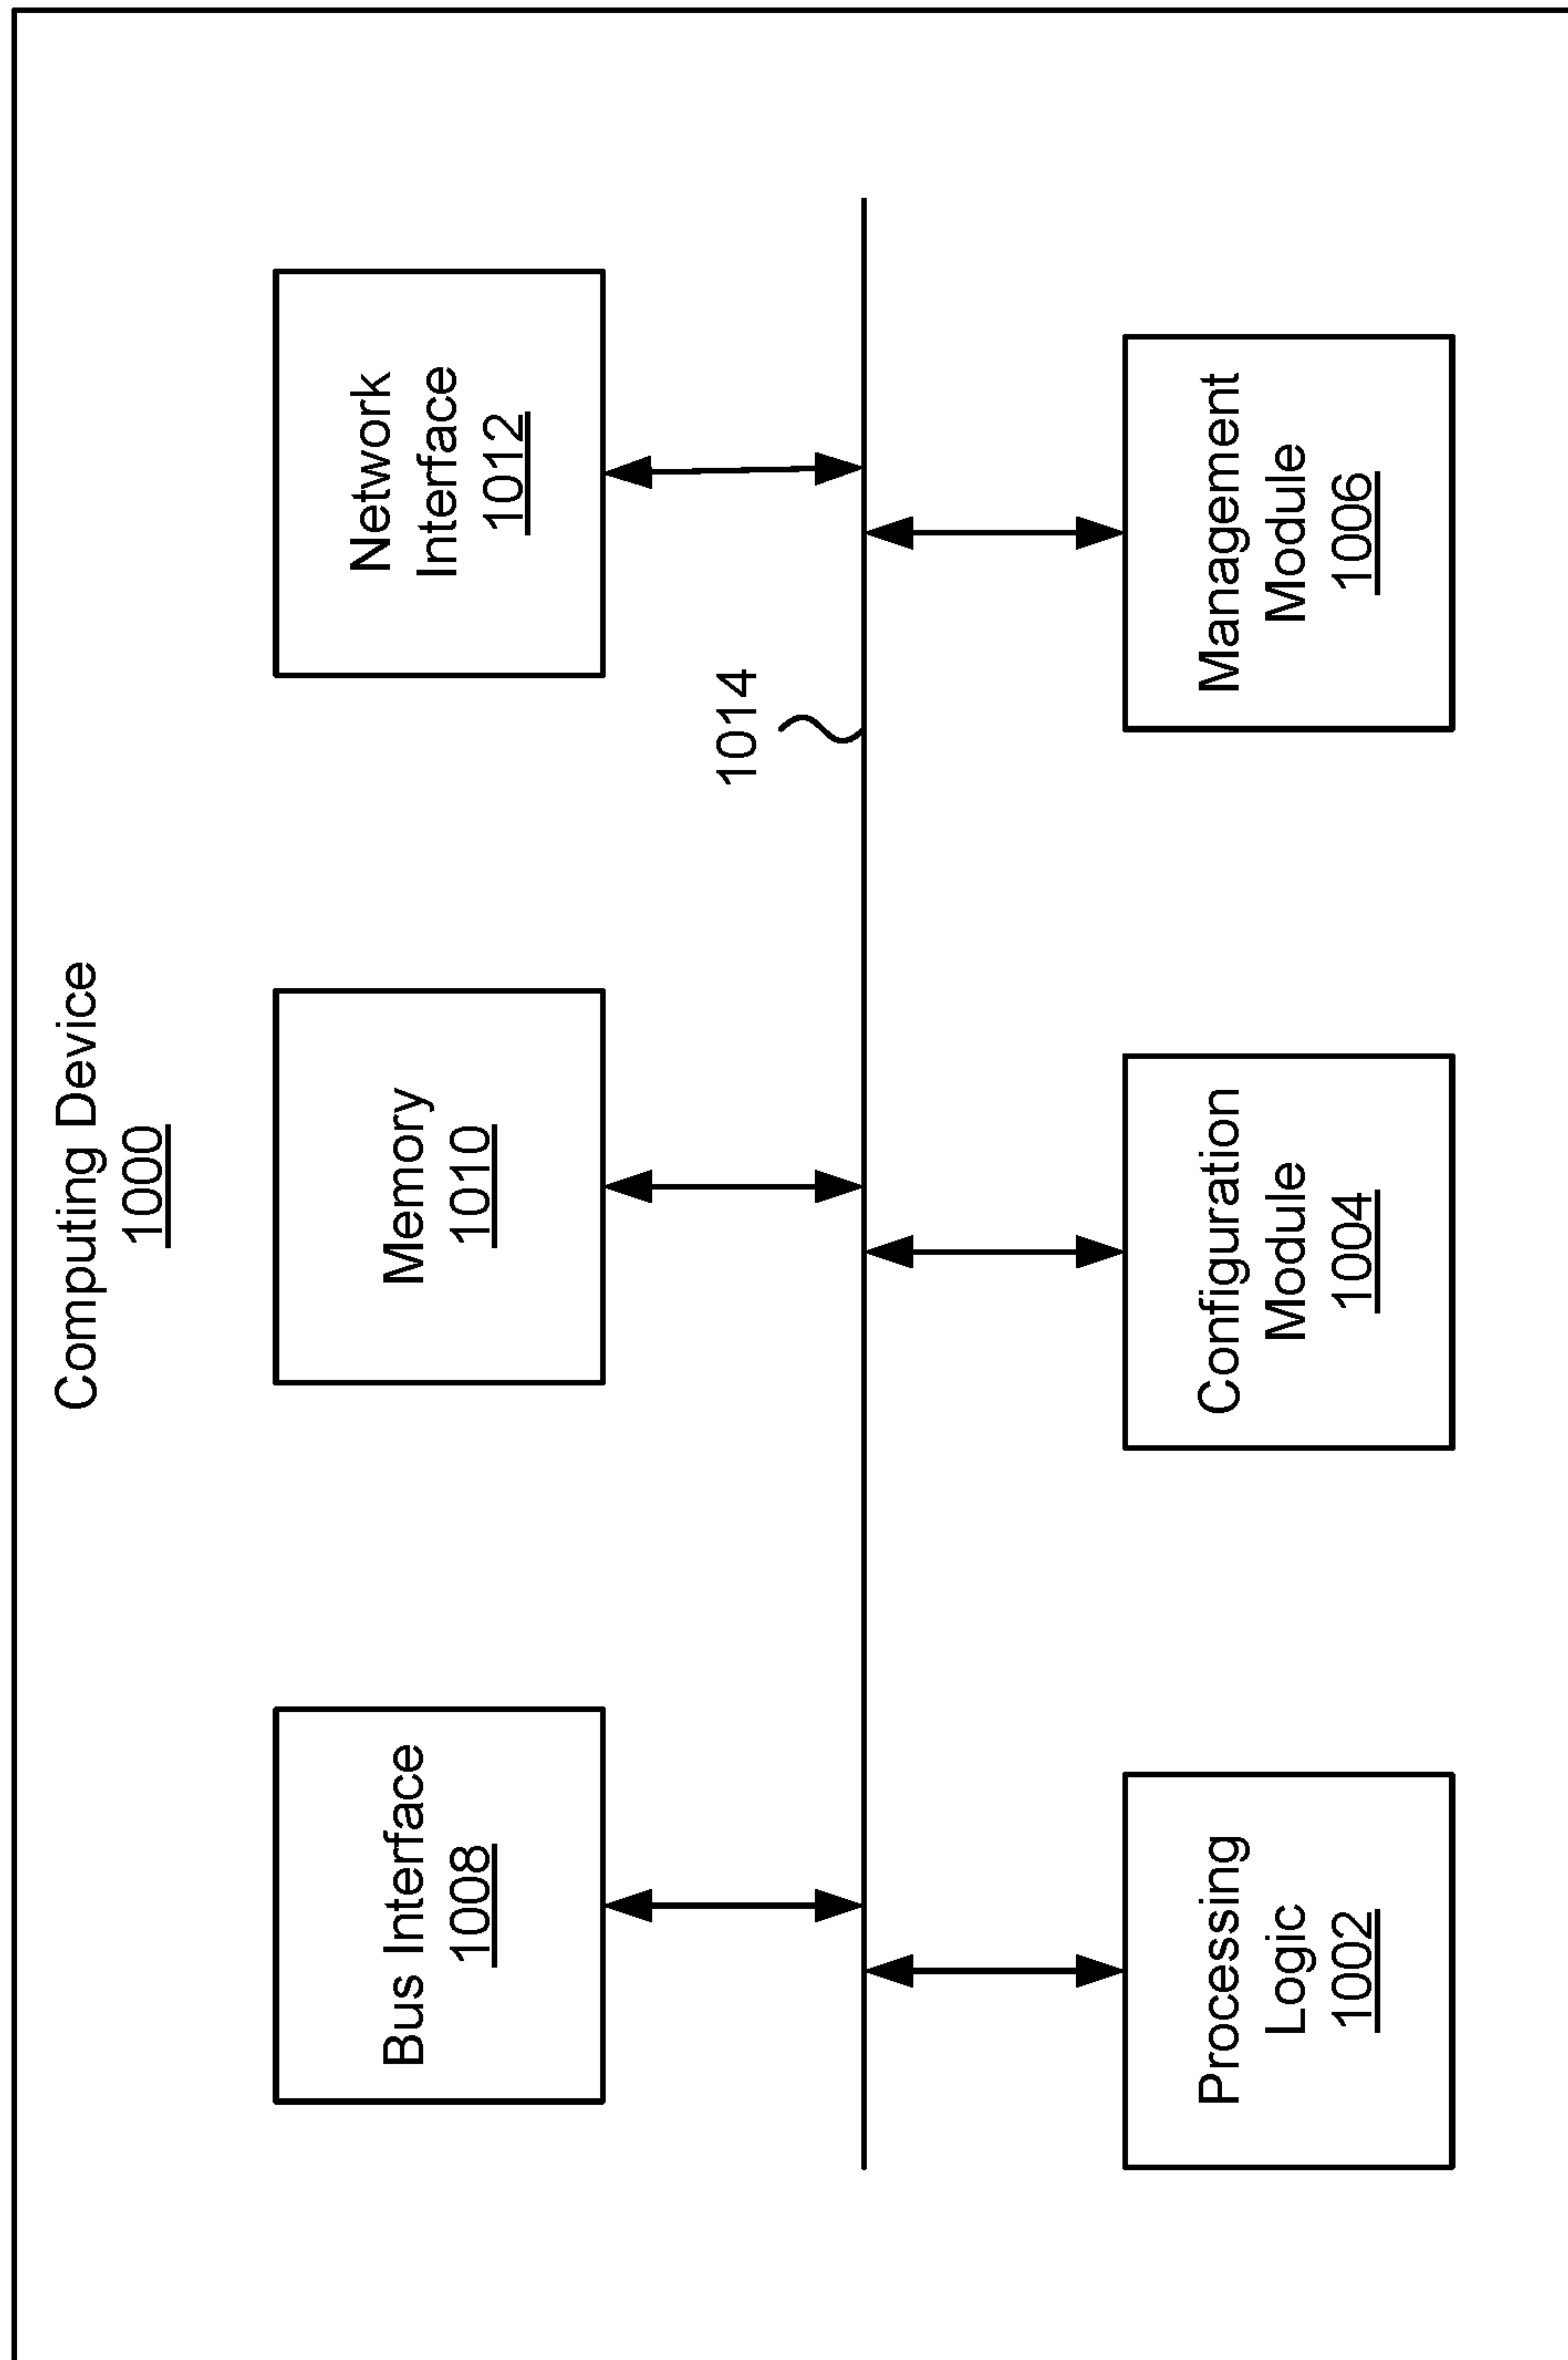 Computing Device
1000
Bus Interface
1008
Memory
1010
Network
Interface
1012
1014
Processing
Logic
1002
Configuration
Module
1004
Management
Module
1006